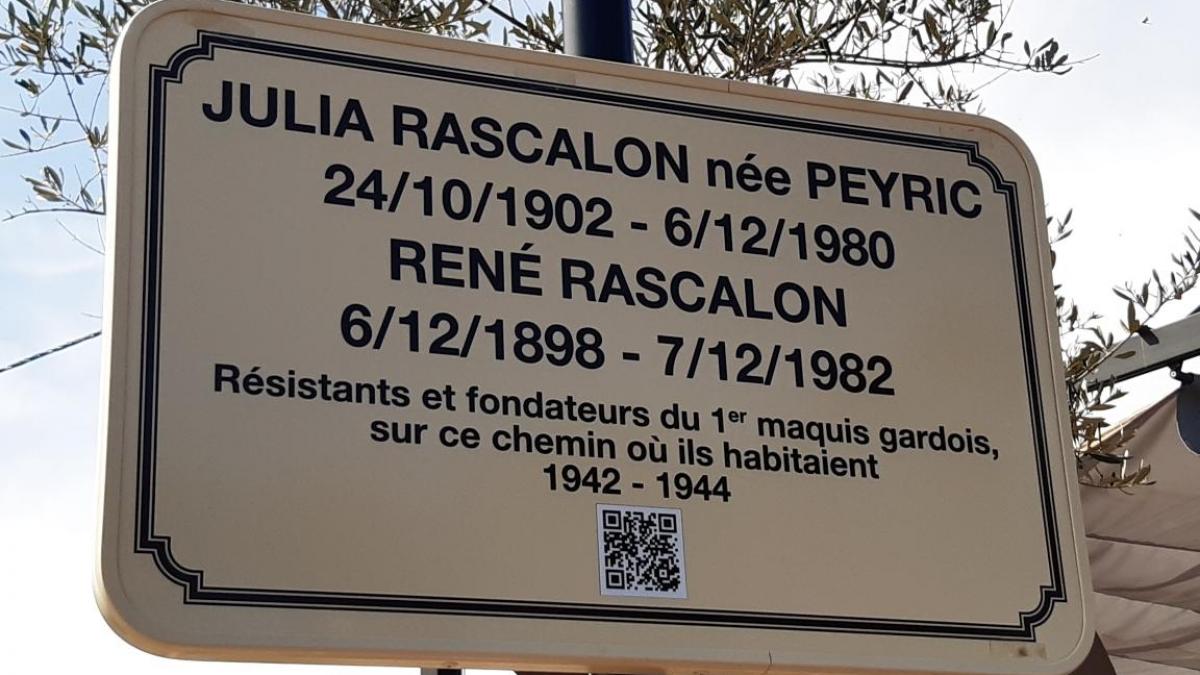 JULIA RASCALON née PEYRIC
24/10/1902 - 6/12/1980
RENÉ RASCALON
6/12/1898 - 7/12/1982
Résistants et fondateurs du 1er maquis gardois,
sur ce chemin où ils habitaient
1942 - 1944